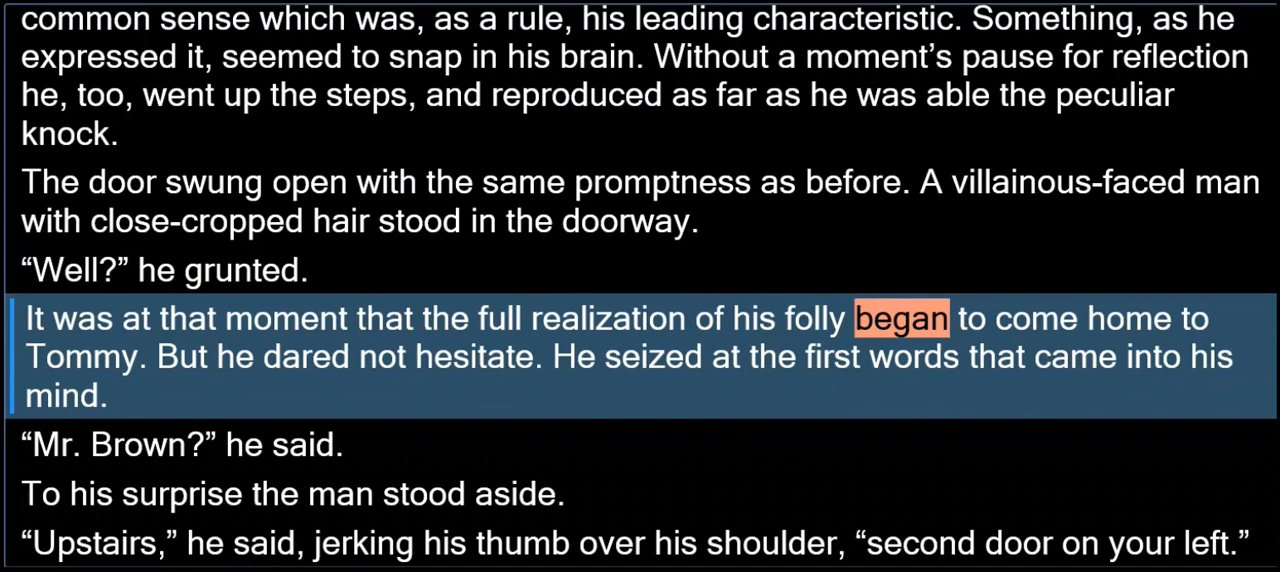 common sense which was, as a rule, his leading characteristic. Something, as he
expressed it, seemed to snap in his brain. Without a moment’s pause for reflection
he, too, went up the steps, and reproduced as far as he was able the peculiar
knock.
The door swung open with the same promptness as before. A villainous-faced man
with close-cropped hair stood in the doorway.
“Well?” he grunted.
It was at that moment that the full realization of his folly began to come home to
Tommy. But he dared not hesitate. He seized at the first words that came into his
mind.
“Mr. Brown?” he said.
To his surprise the man stood aside.
“Upstairs,” he said, jerking his thumb over his shoulder, “second door on your left.”